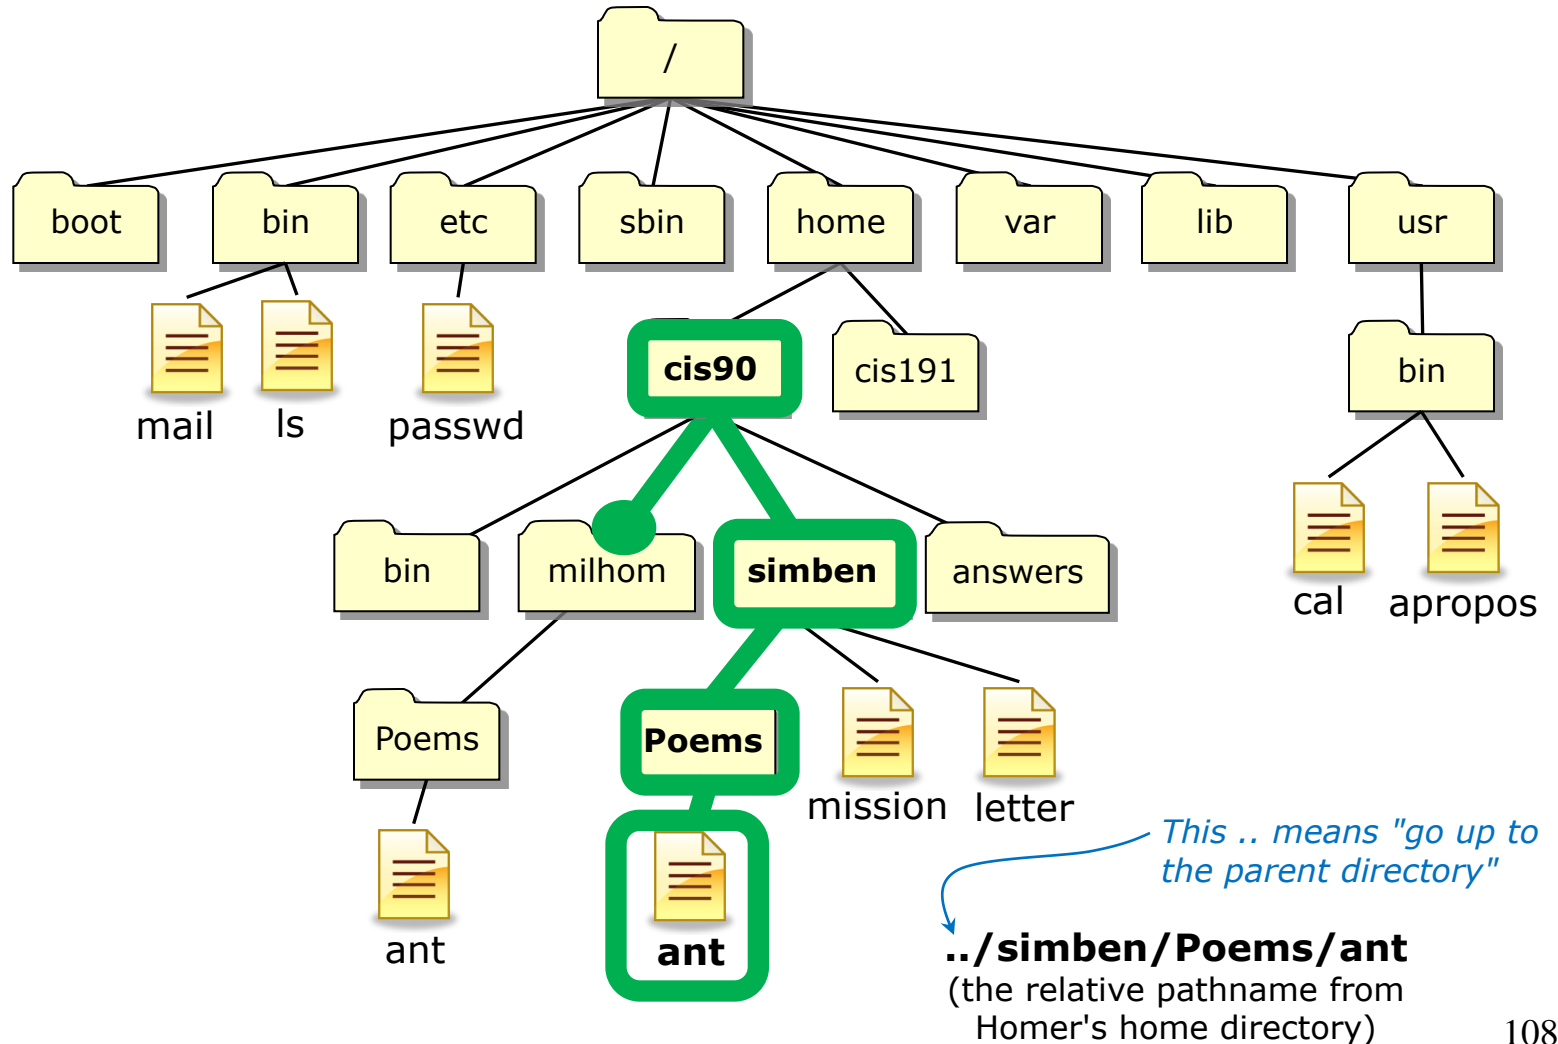 /
boot bin etc sbin home var lib usr
mail ls passwd
cis90 cis191 bin
bin milhom simben answers
cal apropos
Poems Poems
mission letter
ant ant
This .. means "go up to
the parent directory"
../simben/Poems/ant
(the relative pathname from
Homer's home directory)
108